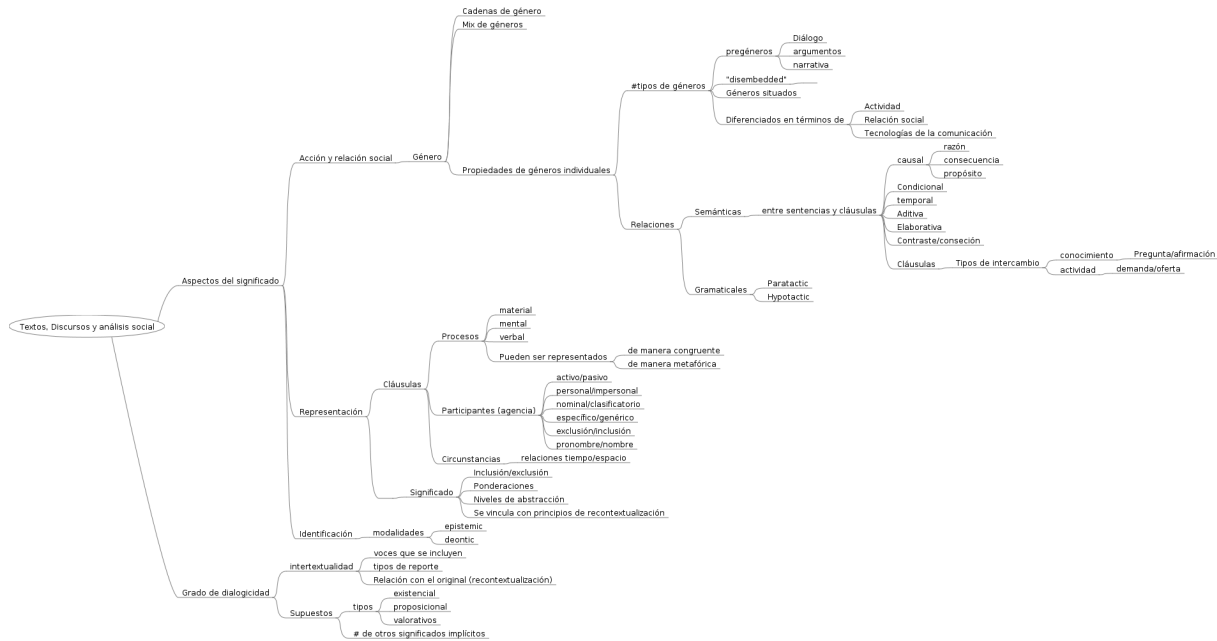 Cadenas de género
Mix de géneros
Diálogo
pregéneros
argumentos
narrativa
"disembedded"
#tipos de géneros
Géneros situados
Actividad
Diferenciados en términos de
Relación social
Tecnologías de la comunicación
Acción y relación social
Género
Propiedades de géneros individuales
razón
causal
consecuencia
propósito
Condicional
temporal
Semánticas
entre sentencias y cláusulas
Aditiva
Relaciones
Elaborativa
Contraste/conseción
Cláusulas
Tipos de intercambio
conocimiento
Pregunta/afirmación
actividad
demanda/oferta
Gramaticales
Paratactic
Hypotactic
Aspectos del significado
Textos, Discursos y análisis social
material
Procesos
mental
verbal
Pueden ser representados
de manera congruente
de manera metafórica
Cláusulas
activo/pasivo
personal/impersonal
nominal/clasificatorio
Representación
Participantes (agencia)
específico/genérico
exclusión/inclusión
pronombre/nombre
Circunstancias
relaciones tiempo/espacio
Inclusión/exclusión
Significado
Ponderaciones
Niveles de abstracción
Se vincula con principios de recontextualización
Identificación
modalidades
epistemic
deontic
voces que se incluyen
intertextualidad
tipos de reporte
Relación con el original (recontextualización)
Grado de dialogicidad
existencial
Supuestos
tipos
proposicional
valorativos
# de otros significados implícitos